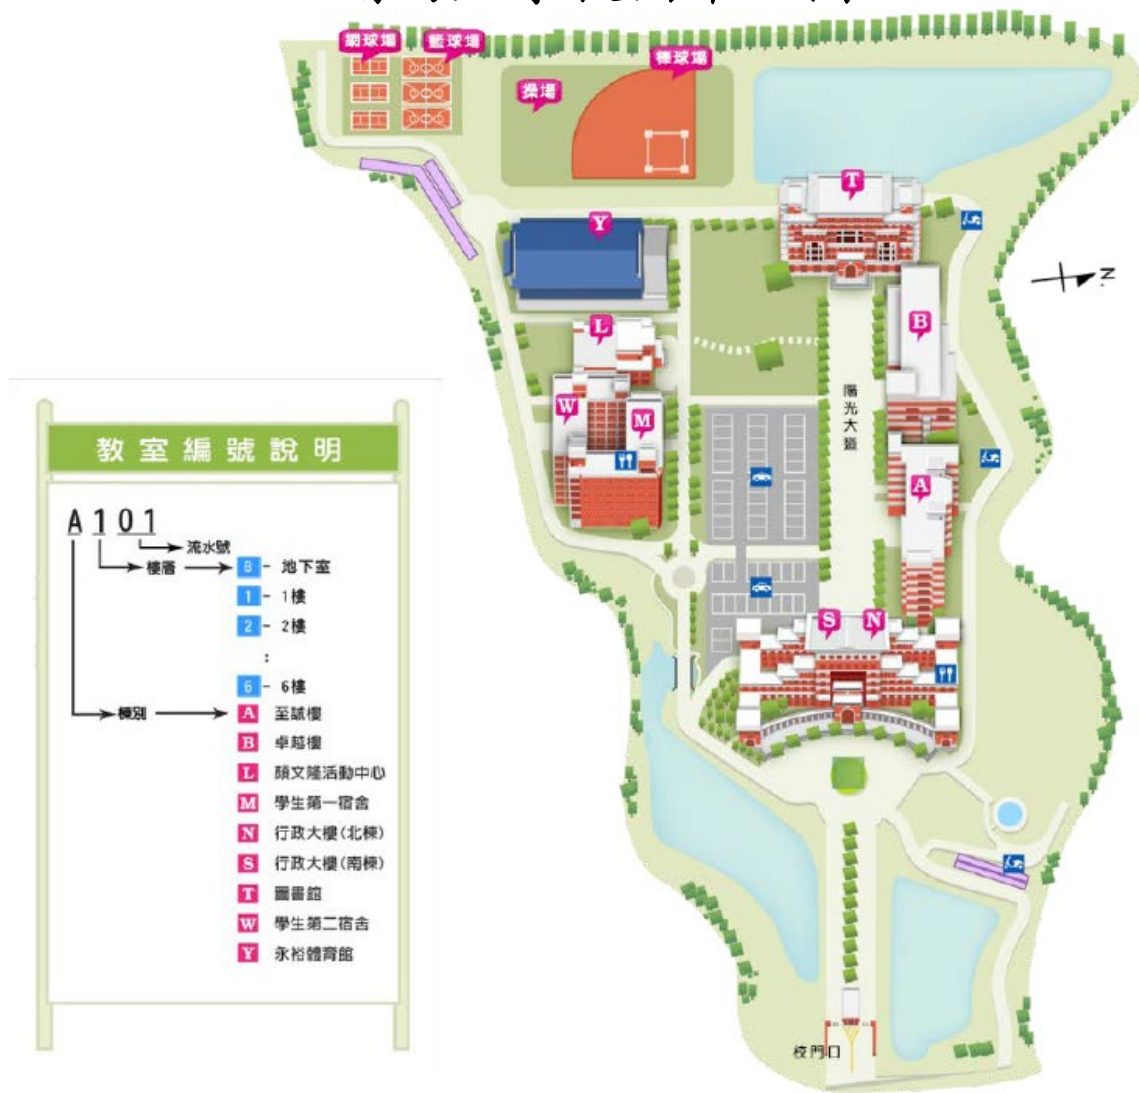 網球場
籃球場
棒球場
操場
T
Y
N
B
L
陽光大道
W
M
A
S
N
校門口
教室編號說明
A 1 0 1
流水號
樓層
B - 地下室
1 - 1樓
2 - 2樓
:
6 - 6樓
棟別
A 至誠樓
B 卓越樓
L 顏文隆活動中心
M 學生第一宿舍
N 行政大樓(北棟)
S 行政大樓(南棟)
T 圖書館
W 學生第二宿舍
Y 永裕體育館